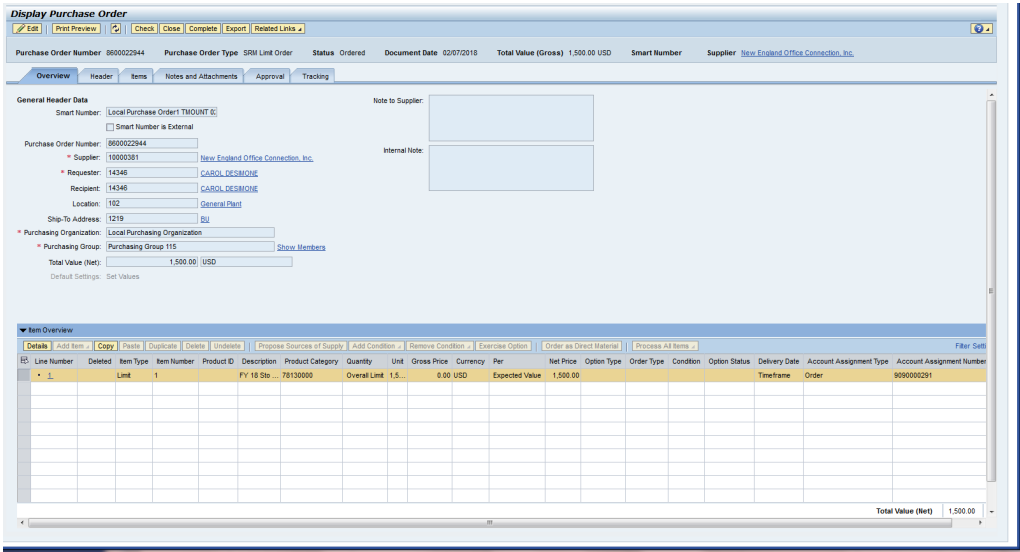 Display Purchase Order
Edit Print Preview Check Close Complete Export Related Links
Purchase Order Number 8600022944 Purchase Order Type SRM Limit Order Status Ordered Document Date 02/07/2018 Total Value (Gross) 1,500.00 USD Smart Number Supplier New England Office Connection, Inc.
Overview Header Items Notes and Attachments Approval Tracking
General Header Data
Smart Number: Local Purchase Order1 TMOUNT 02
Smart Number is External
Purchase Order Number: 8600022944
* Supplier: 10000381 New England Office Connection, Inc.
* Requester: 14346 CAROL DESIMONE
Recipient: 14346 CAROL DESIMONE
Location: 102 General Plant
Ship-To Address: 1219 BU
* Purchasing Organization: Local Purchasing Organization
* Purchasing Group: Purchasing Group 115 Show Members
Total Value (Net): 1,500.00 USD
Default Settings: Set Values
Note to Supplier:
Internal Note:
Item Overview
Details Add Item Copy Paste Duplicate Delete Undelete Propose Sources of Supply Add Condition Remove Condition Exercise Option Order as Direct Material Process All Items Filter Setti
Line Number Deleted Item Type Item Number Product ID Description Product Category Quantity Unit Gross Price Currency Per Net Price Option Type Order Type Condition Option Status Delivery Date Account Assignment Type Account Assignment Number
• 1 Limit 1 FY 18 Sto ... 78130000 Overall Limit 1,5... 0.00 USD Expected Value 1,500.00 Timeframe Order 9090000291
Total Value (Net) 1,500.00